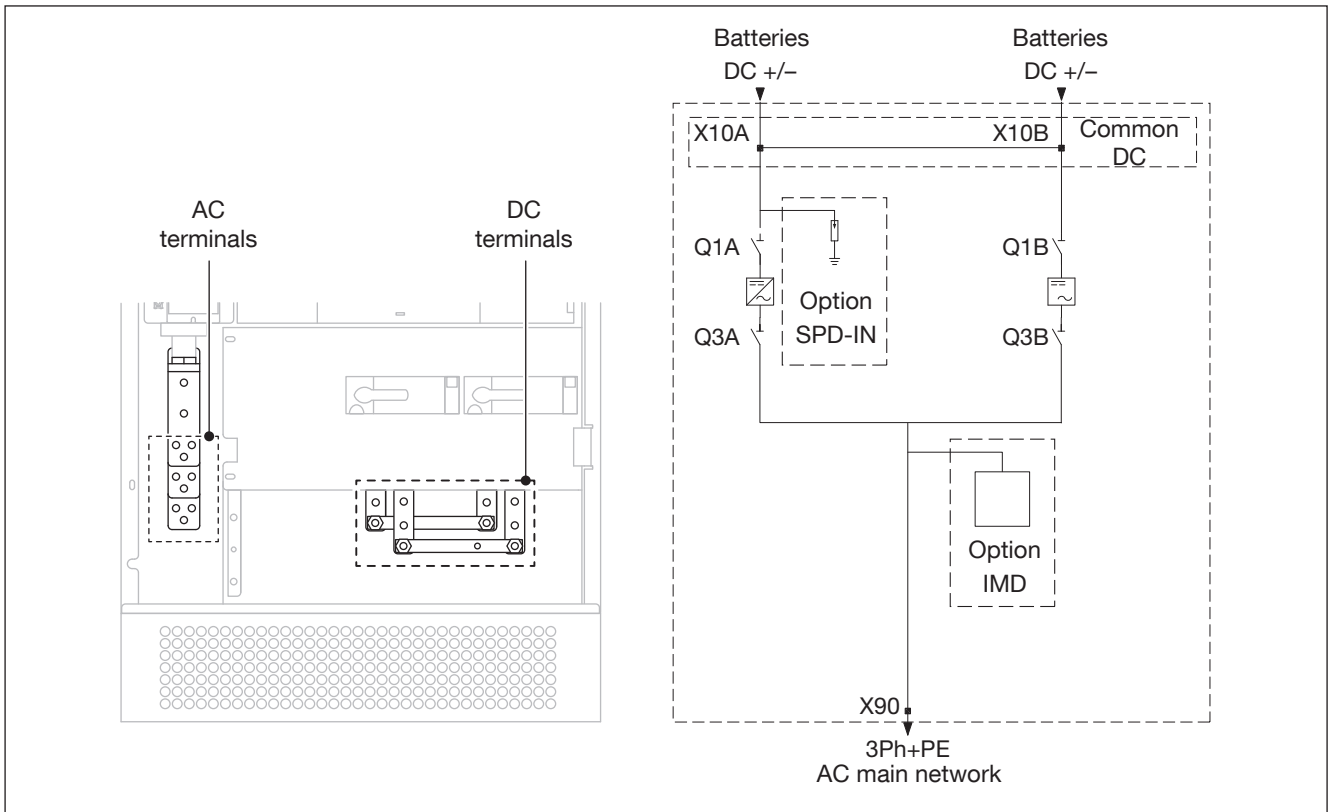 AC
terminals
DC
terminals
Batteries
DC +/–
Batteries
DC +/–
X10A
X10B
Common
DC
Q1A
Q1B
Option
SPD-IN
Q3A
Q3B
Option
IMD
X90
3Ph+PE
AC main network